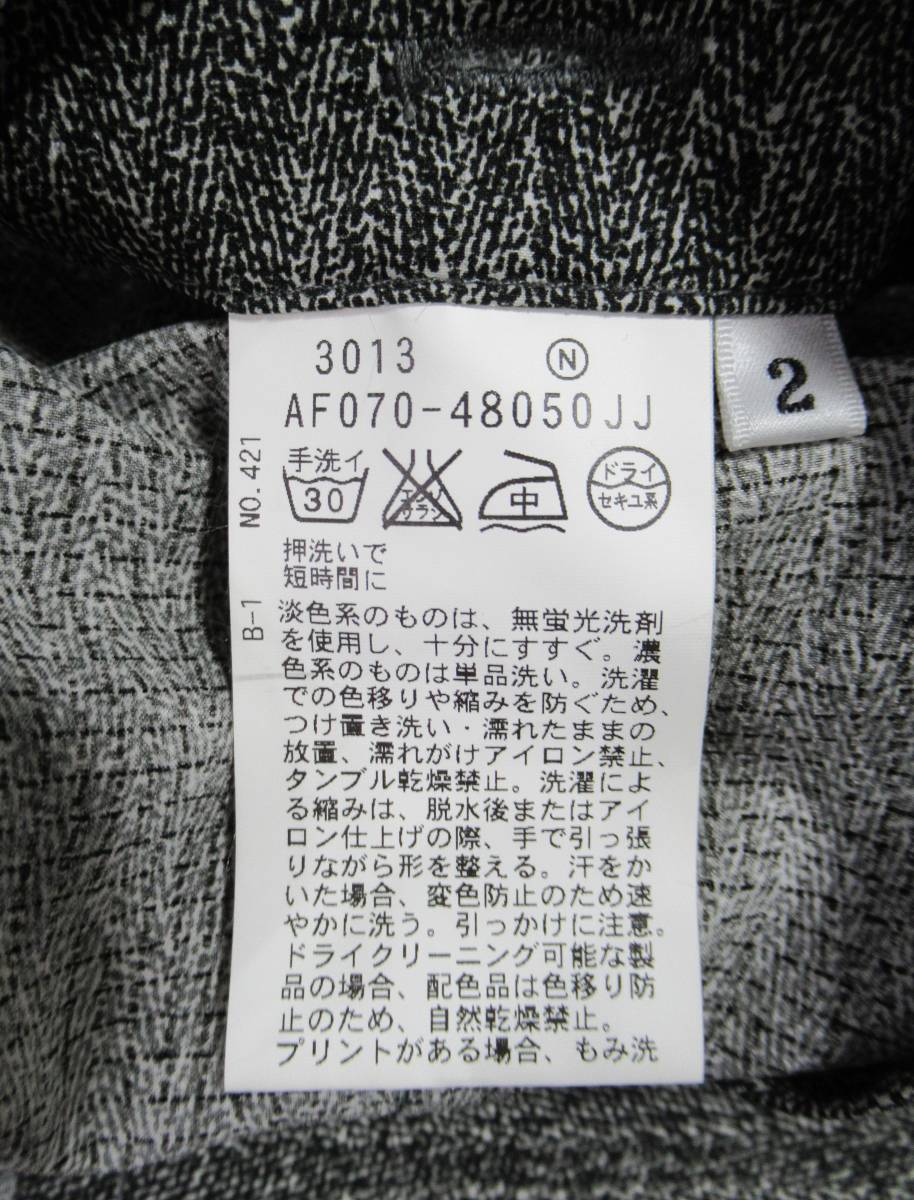 3013 Ⓝ
AF070-48050JJ
2
NO.421
B-1
手洗イ
30
エンソ
サラシ
中
ドライ
セキユ系
押洗いで
短時間に
淡色系のものは、無蛍光洗剤
を使用し、十分にすすぐ。濃
色系のものは単品洗い。洗濯
での色移りや縮みを防ぐため、
つけ置き洗い・濡れたままの
放置、濡れがけアイロン禁止、
タンブル乾燥禁止。洗濯によ
る縮みは、脱水後またはアイ
ロン仕上げの際、手で引っ張
りながら形を整える。汗をか
いた場合、変色防止のため速
やかに洗う。引っかけに注意。
ドライクリーニング可能な製
品の場合、配色品は色移り防
止のため、自然乾燥禁止。
プリントがある場合、もみ洗